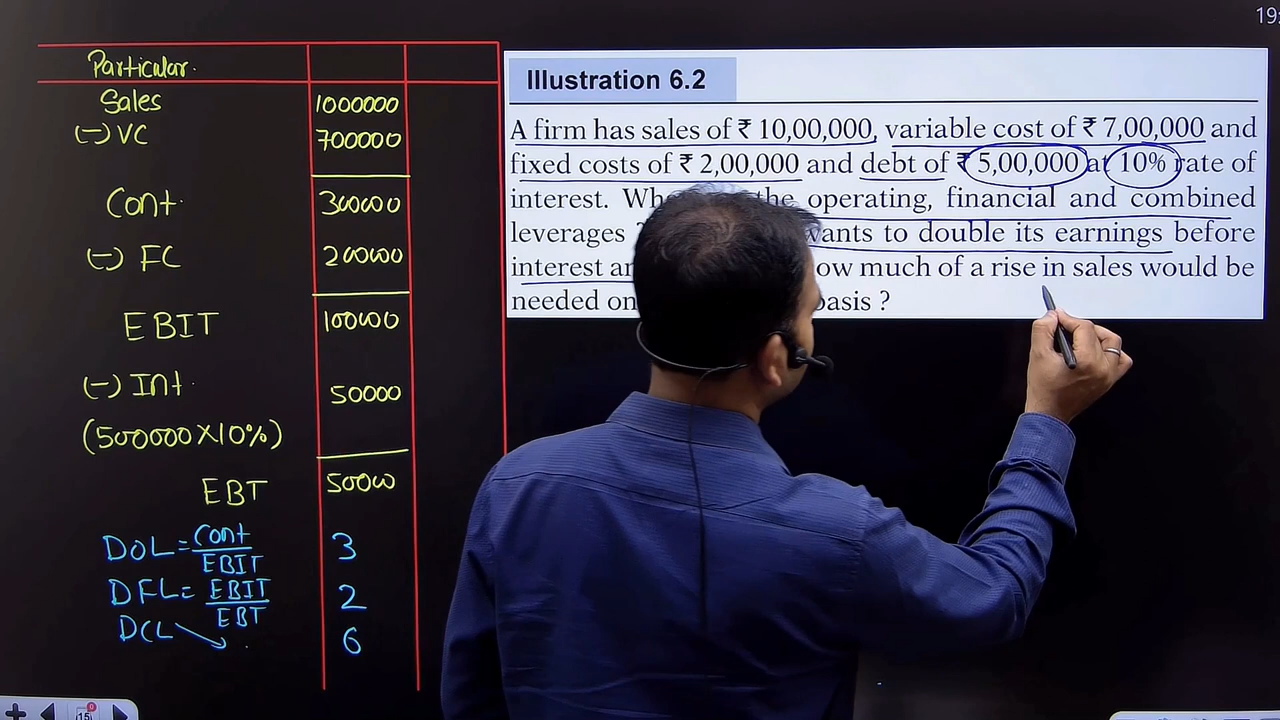 19:
Particular.
Sales 1000000
(-) VC 700000
Cont. 300000
(-) FC 200000
EBIT 100000
(-) Int. 50000
(500000X10%)
EBT 50000
DOL = Cont / EBIT 3
DFL = EBIT / EBT 2
DCL 6
Illustration 6.2
A firm has sales of ₹ 10,00,000, variable cost of ₹ 7,00,000 and
fixed costs of ₹ 2,00,000 and debt of ₹ 5,00,000 at 10% rate of
interest. the operating, financial and combined
leverages wants to double its earnings before
interest ow much of a rise in sales would be
needed on basis ?
15